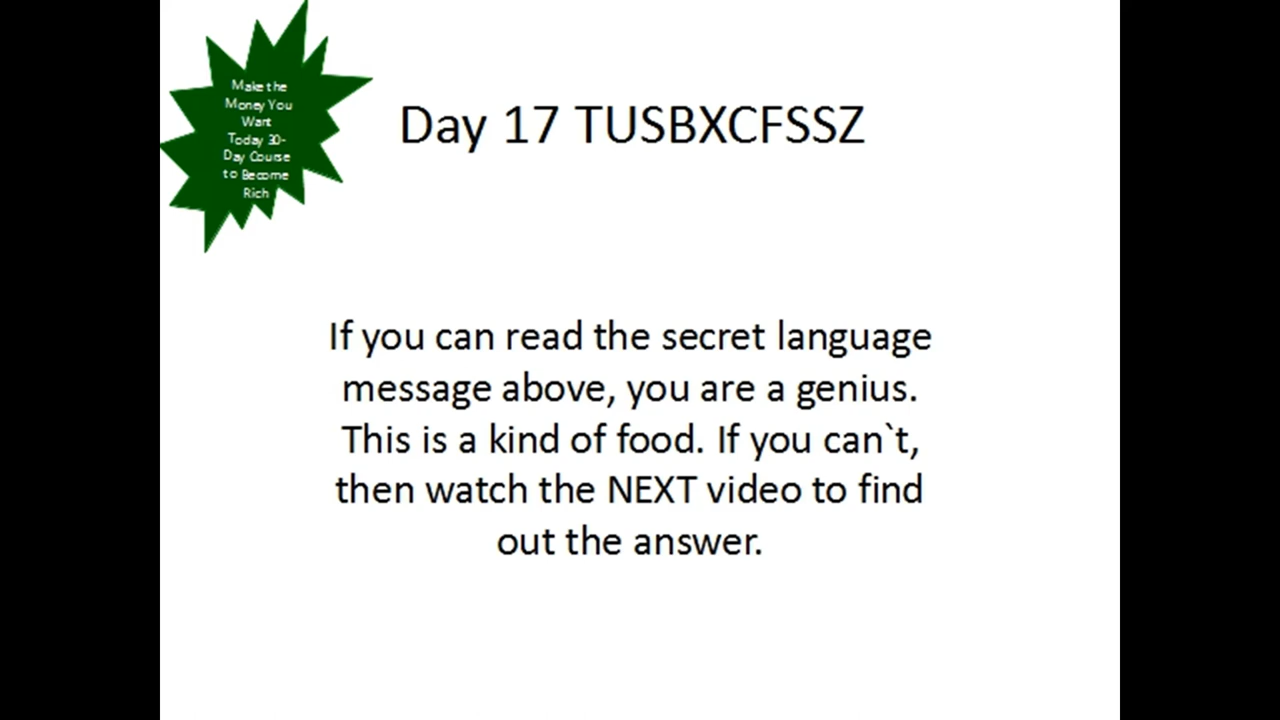 Make the
Money You
Want
Today 30-
Day Course
to Become
Rich
Day 17 TUSBXCFSSZ
If you can read the secret language
message above, you are a genius.
This is a kind of food. If you can`t,
then watch the NEXT video to find
out the answer.